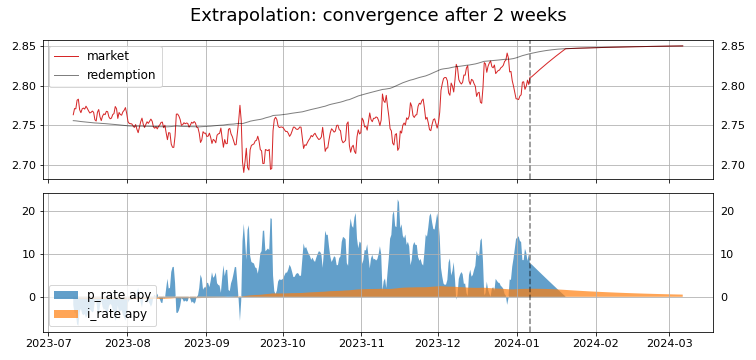 Extrapolation: convergence after 2 weeks
2.85
2.80
2.75
2.70
market
redemption
2.85
2.80
2.75
2.70
20
10
0
p_rate apy
i_rate apy
20
10
0
2023-07 2023-08 2023-09 2023-10 2023-11 2023-12 2024-01 2024-02 2024-03